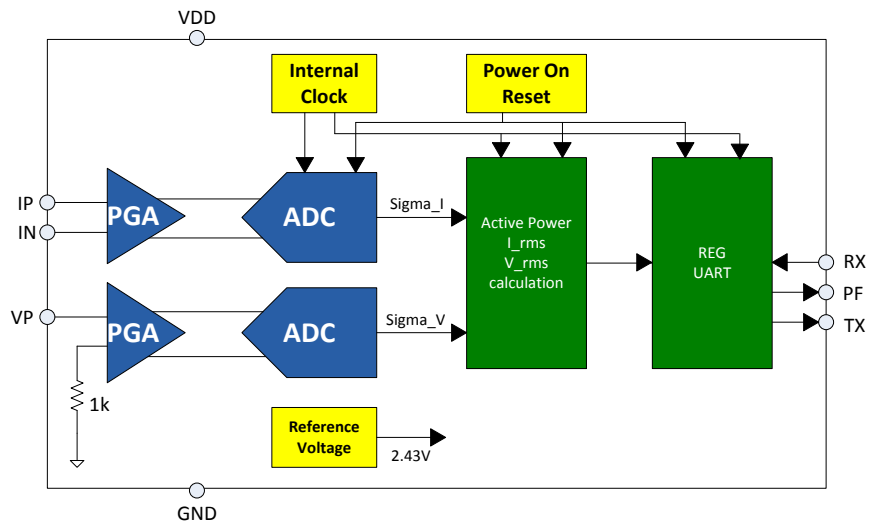 VDD
Internal
Clock
Power On
Reset
IP
IN
PGA
ADC
Sigma_I
Active Power
I_rms
V_rms
calculation
REG
UART
RX
PF
TX
VP
PGA
ADC
Sigma_V
1k
Reference
Voltage
2.43V
GND